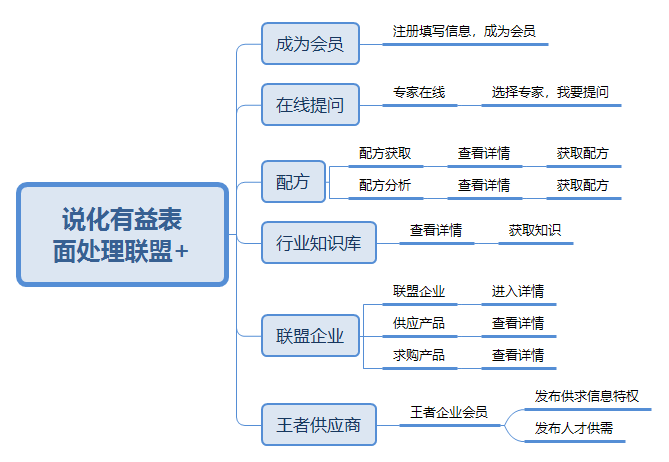 说化有益表
面处理联盟+
成为会员
注册填写信息，成为会员
在线提问
专家在线
选择专家，我要提问
配方
配方获取
查看详情
获取配方
配方分析
查看详情
获取配方
行业知识库
查看详情
获取知识
联盟企业
联盟企业
进入详情
供应产品
查看详情
求购产品
查看详情
王者供应商
王者企业会员
发布供求信息特权
发布人才供需